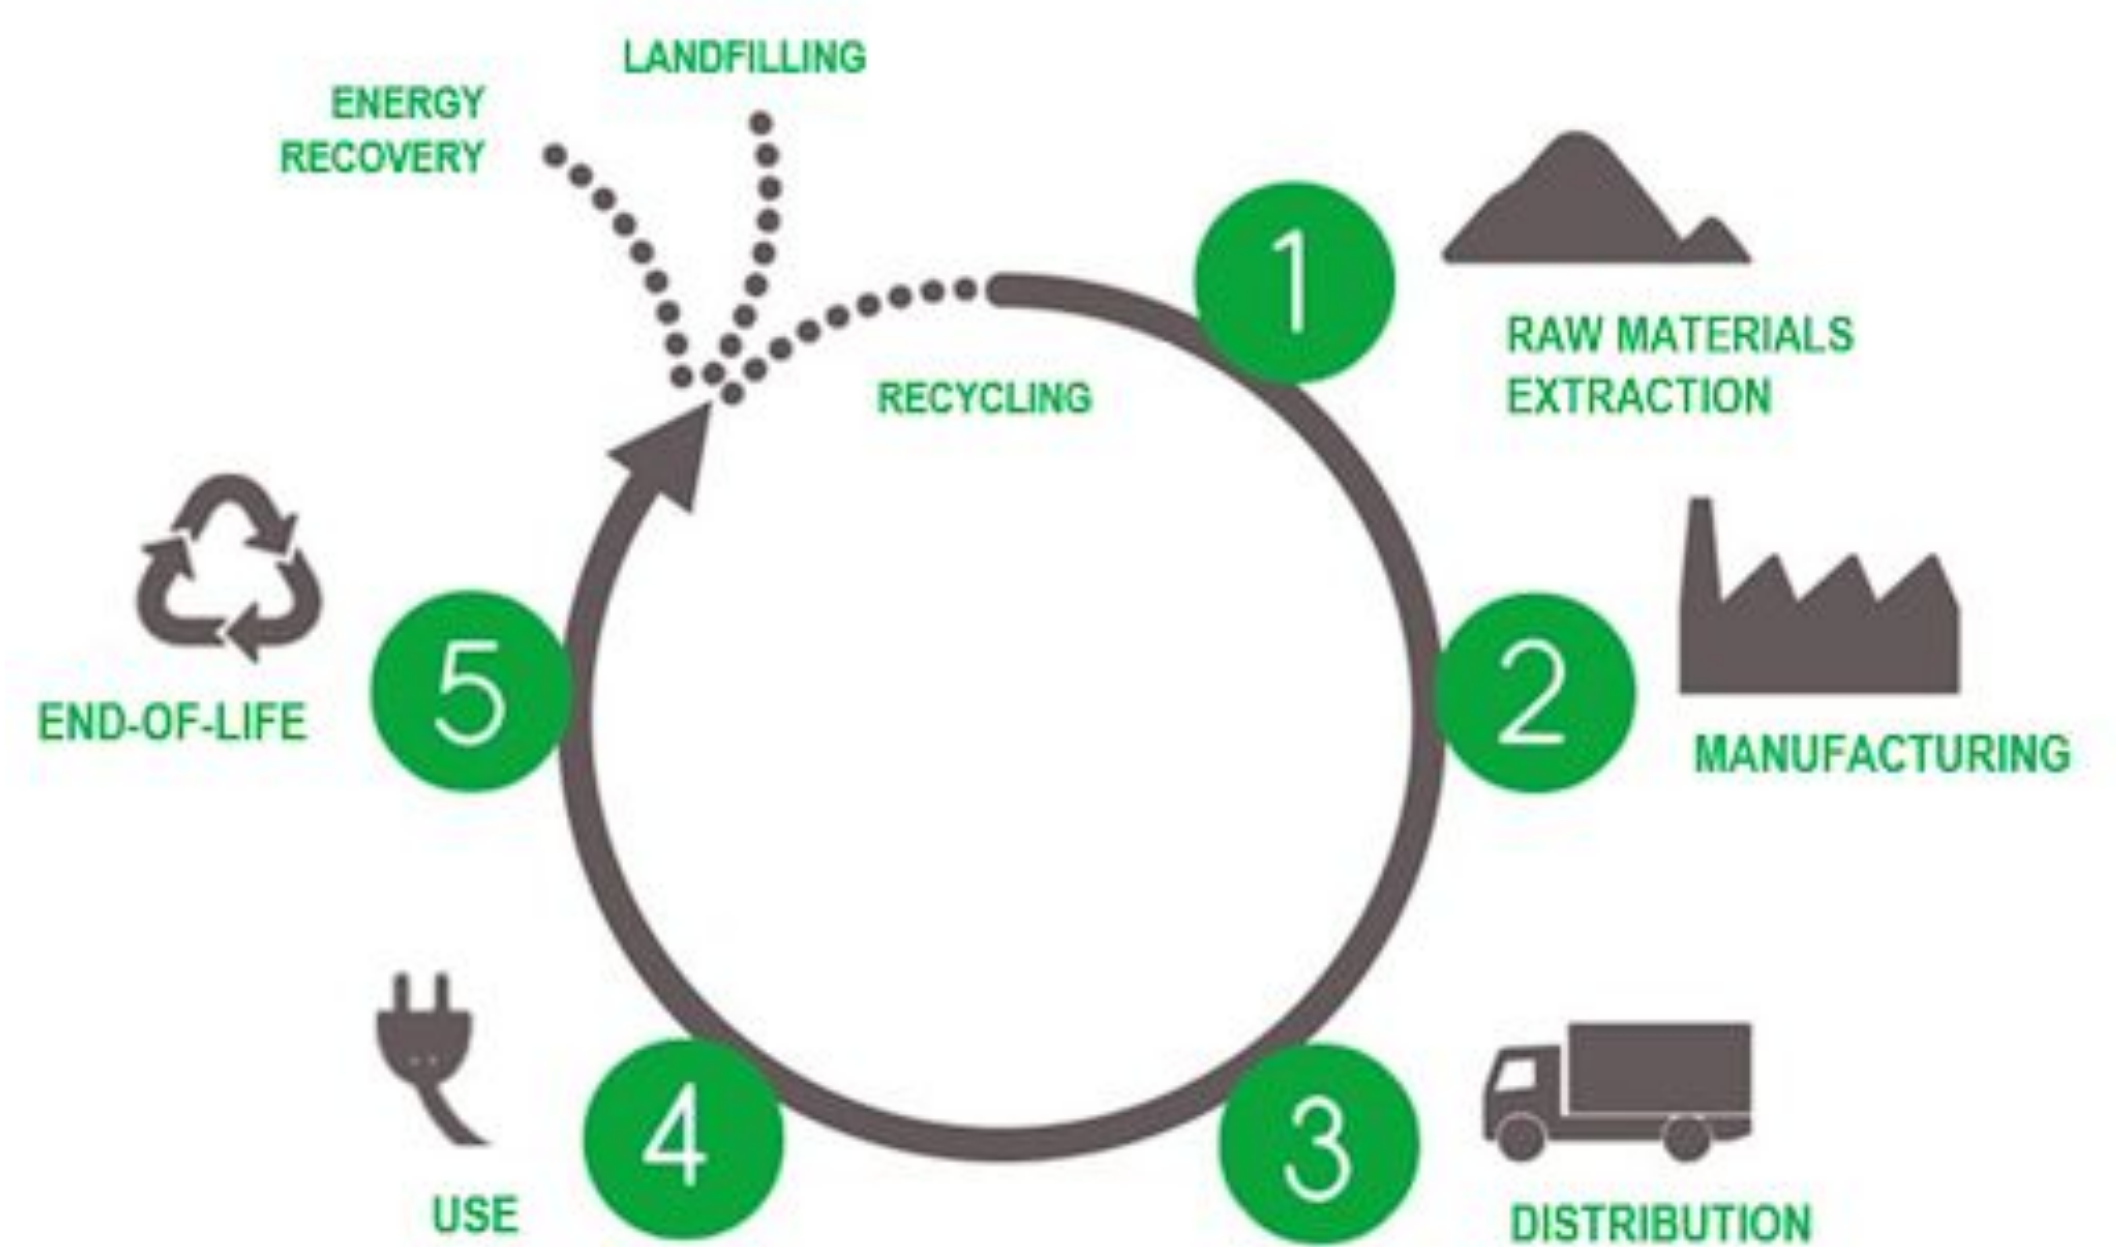 LANDFILLING
ENERGY
RECOVERY
1
RAW MATERIALS
EXTRACTION
RECYCLING
2
MANUFACTURING
5
END-OF-LIFE
4
USE
3
DISTRIBUTION